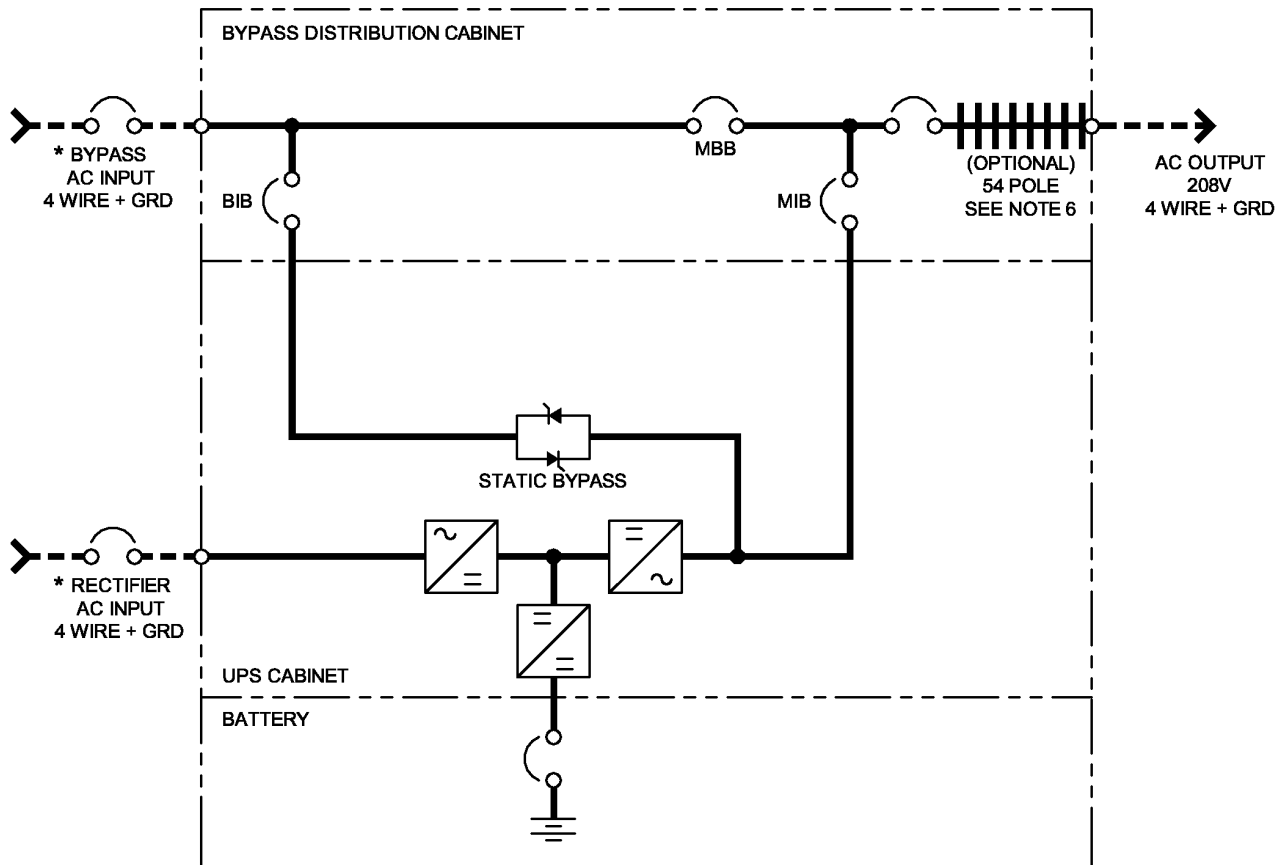 BYPASS DISTRIBUTION CABINET
* BYPASS
AC INPUT
4 WIRE + GRD
BIB
MBB
MIB
(OPTIONAL)
54 POLE
SEE NOTE 6
AC OUTPUT
208V
4 WIRE + GRD
STATIC BYPASS
* RECTIFIER
AC INPUT
4 WIRE + GRD
UPS CABINET
BATTERY